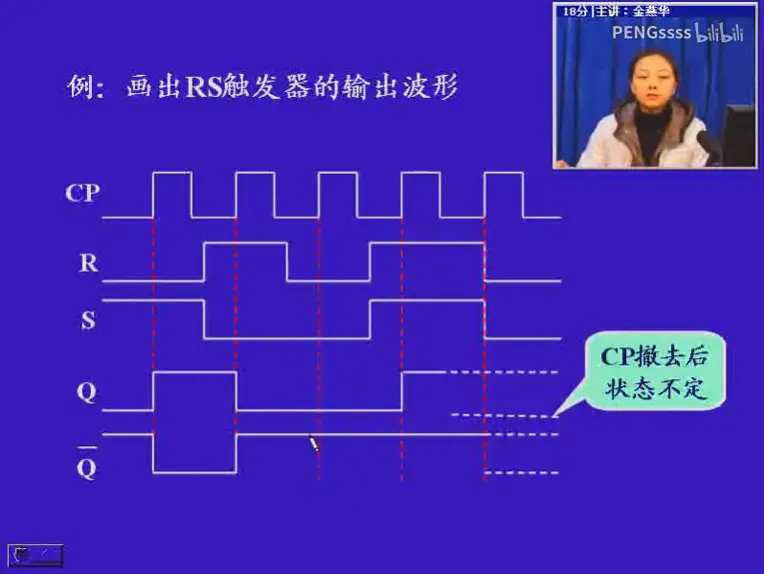 18分|主讲：金燕华
PENGssss bilibili
例：画出RS触发器的输出波形
CP
R
S
CP撤去后
状态不定
Q
Q̅